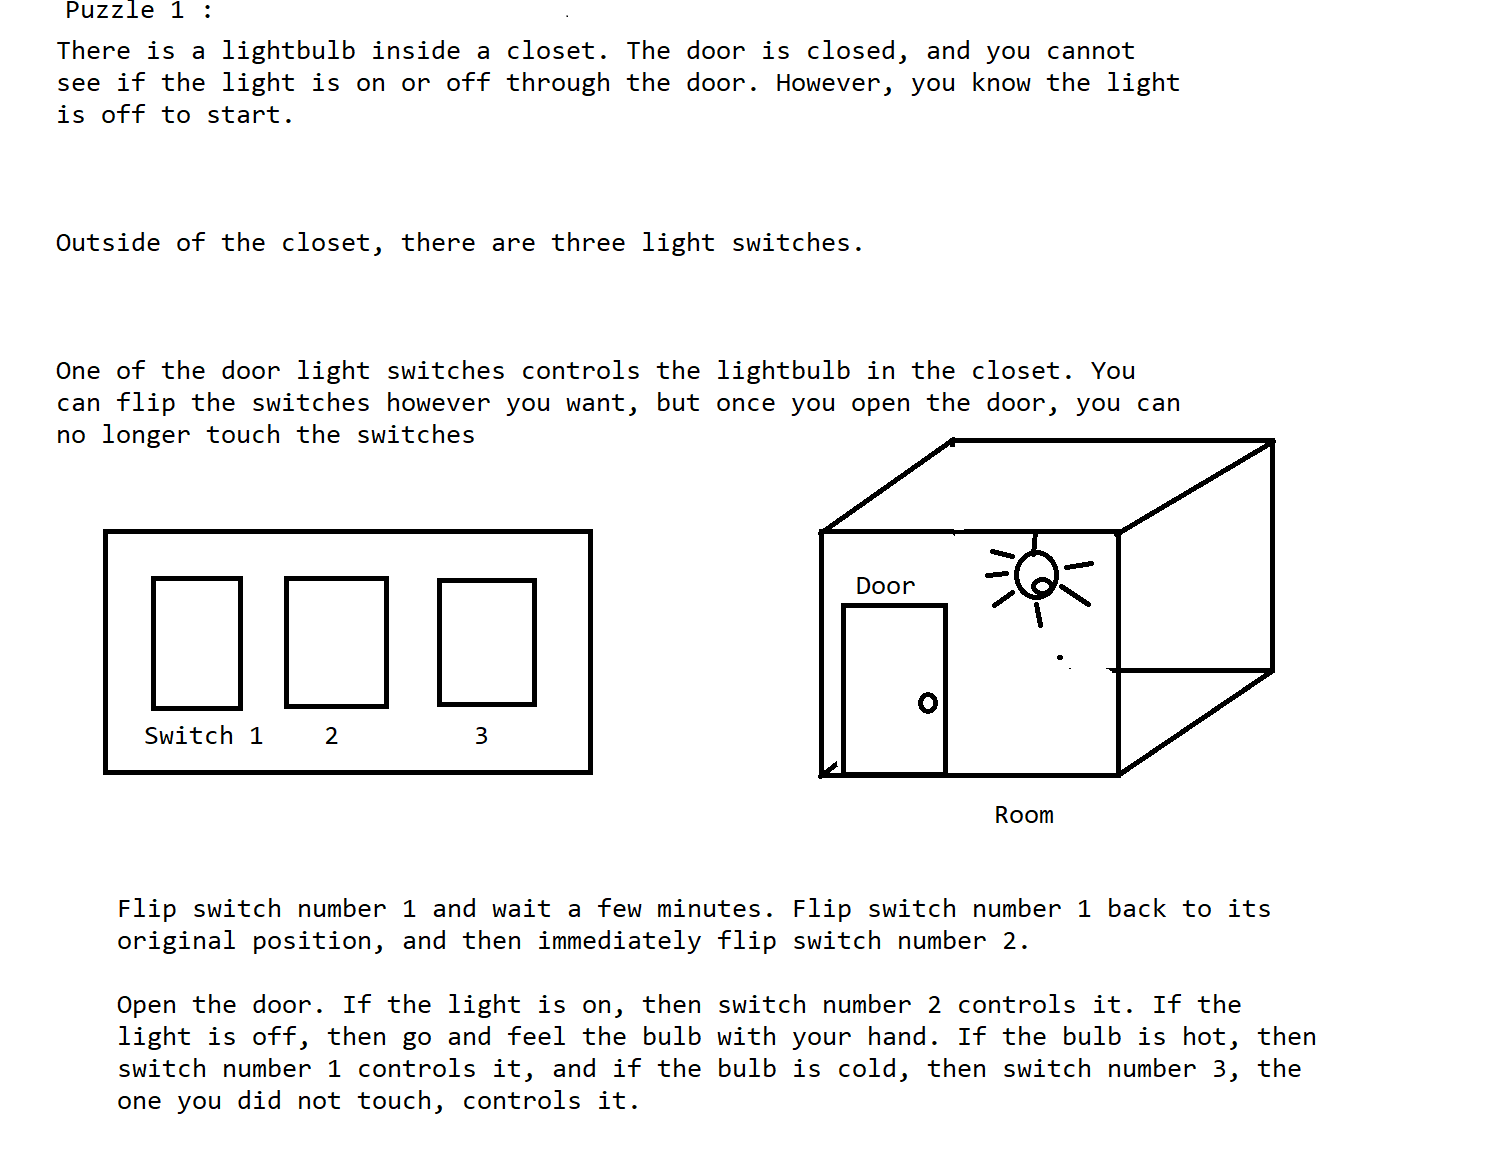 Puzzle 1 :
There is a lightbulb inside a closet. The door is closed, and you cannot
see if the light is on or off through the door. However, you know the light
is off to start.
Outside of the closet, there are three light switches.
One of the door light switches controls the lightbulb in the closet. You
can flip the switches however you want, but once you open the door, you can
no longer touch the switches
Door
Switch 1 2 3
Room
Flip switch number 1 and wait a few minutes. Flip switch number 1 back to its
original position, and then immediately flip switch number 2.
Open the door. If the light is on, then switch number 2 controls it. If the
light is off, then go and feel the bulb with your hand. If the bulb is hot, then
switch number 1 controls it, and if the bulb is cold, then switch number 3, the
one you did not touch, controls it.